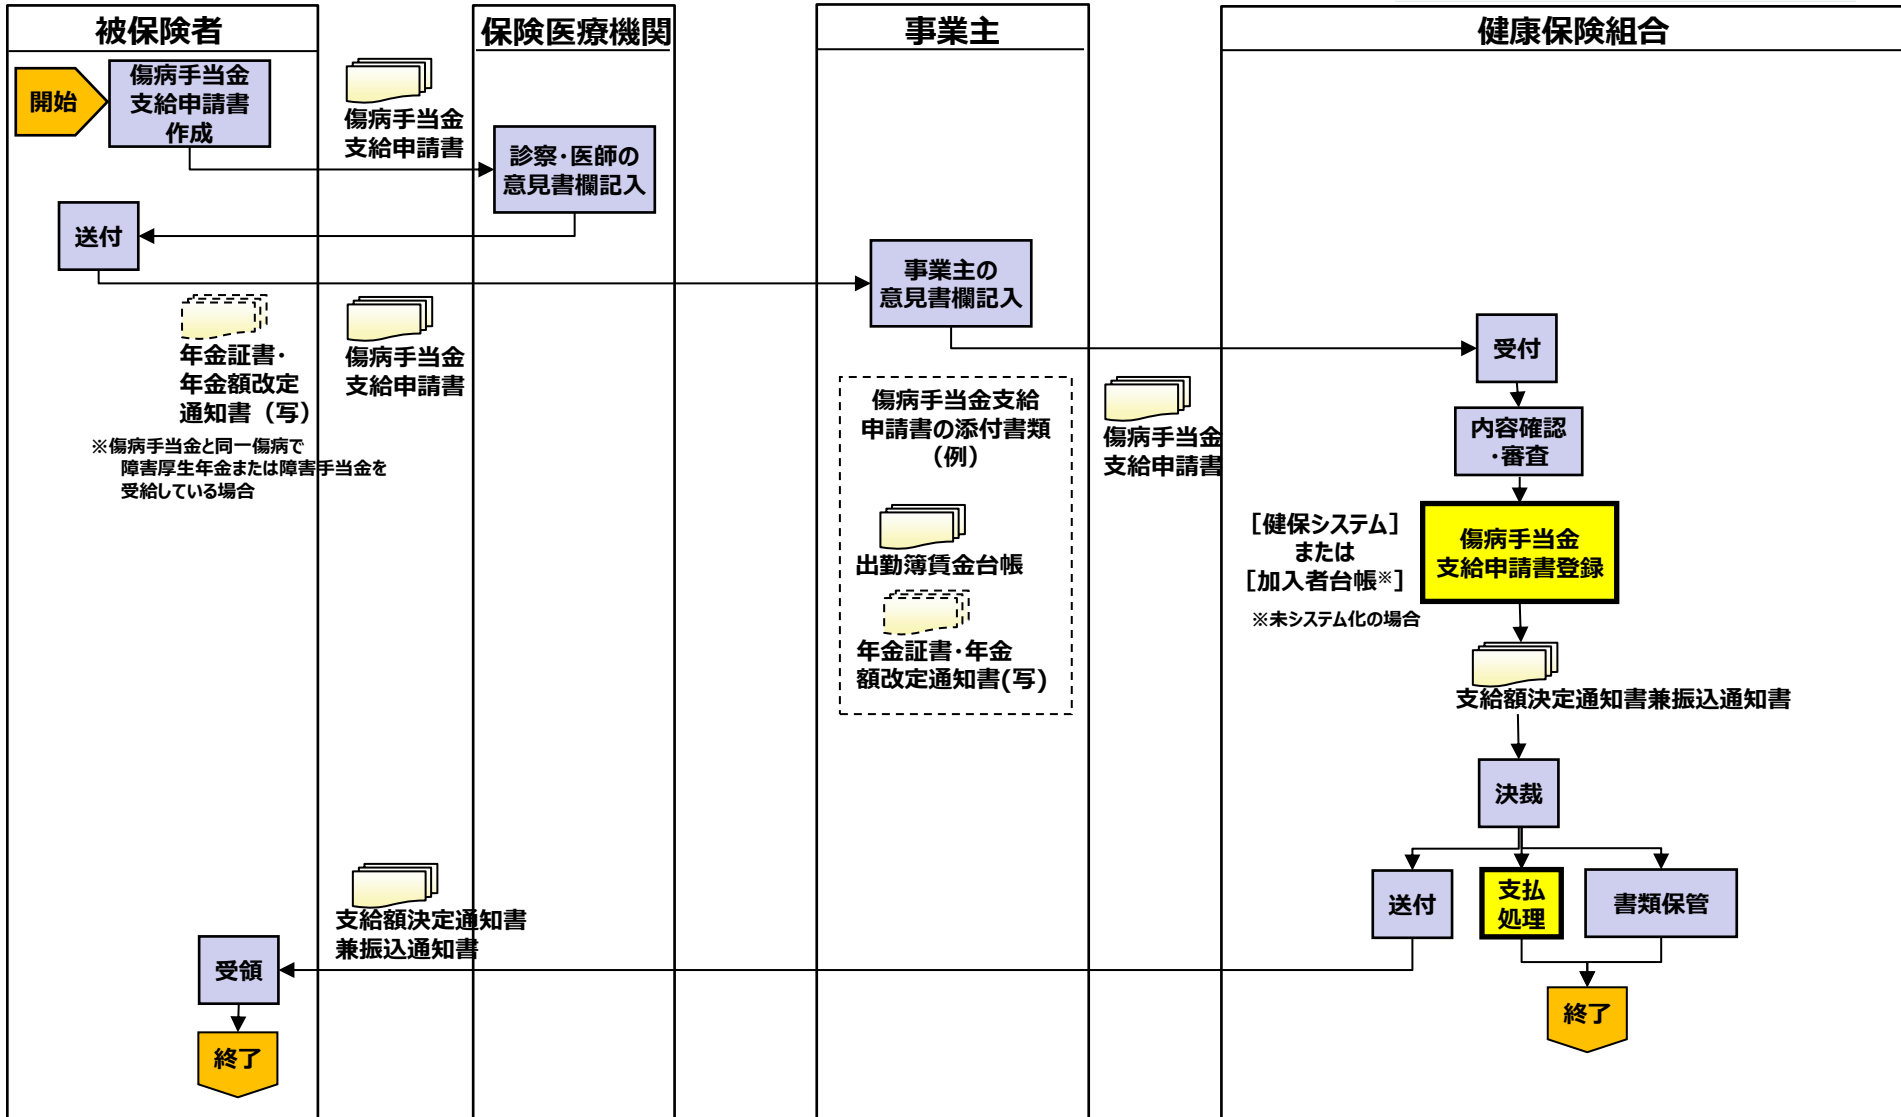 被保険者
保険医療機関
事業主
健康保険組合
開始
傷病手当金
支給申請書
作成
傷病手当金
支給申請書
診察・医師の
意見書欄記入
送付
事業主の
意見書欄記入
年金証書・
年金額改定
通知書（写）
※傷病手当金と同一傷病で
障害厚生年金または障害手当金を
受給している場合
傷病手当金
支給申請書
傷病手当金支給
申請書の添付書類
（例）
出勤簿賃金台帳
年金証書・年金
額改定通知書(写)
傷病手当金
支給申請書
受付
内容確認
・審査
［健保システム］
または
［加入者台帳※］
※未システム化の場合
傷病手当金
支給申請書登録
支給額決定通知書兼振込通知書
決裁
送付
支払
処理
書類保管
支給額決定通知書
兼振込通知書
受領
終了
終了